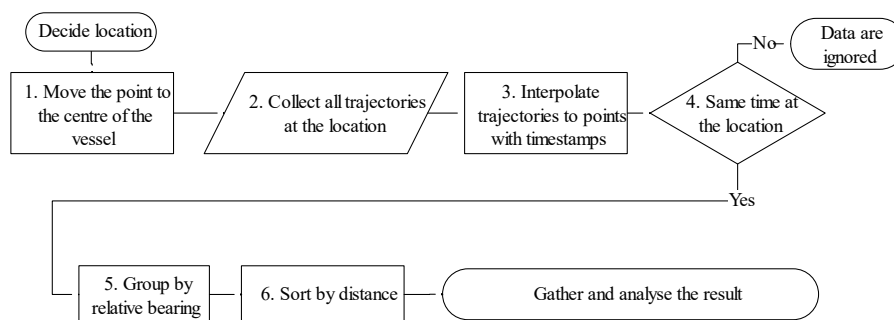 Decide location
1. Move the point to
the centre of the
vessel
2. Collect all trajectories
at the location
3. Interpolate
trajectories to points
with timestamps
4. Same time at
the location
No
Data are
ignored
Yes
5. Group by
relative bearing
6. Sort by distance
Gather and analyse the result